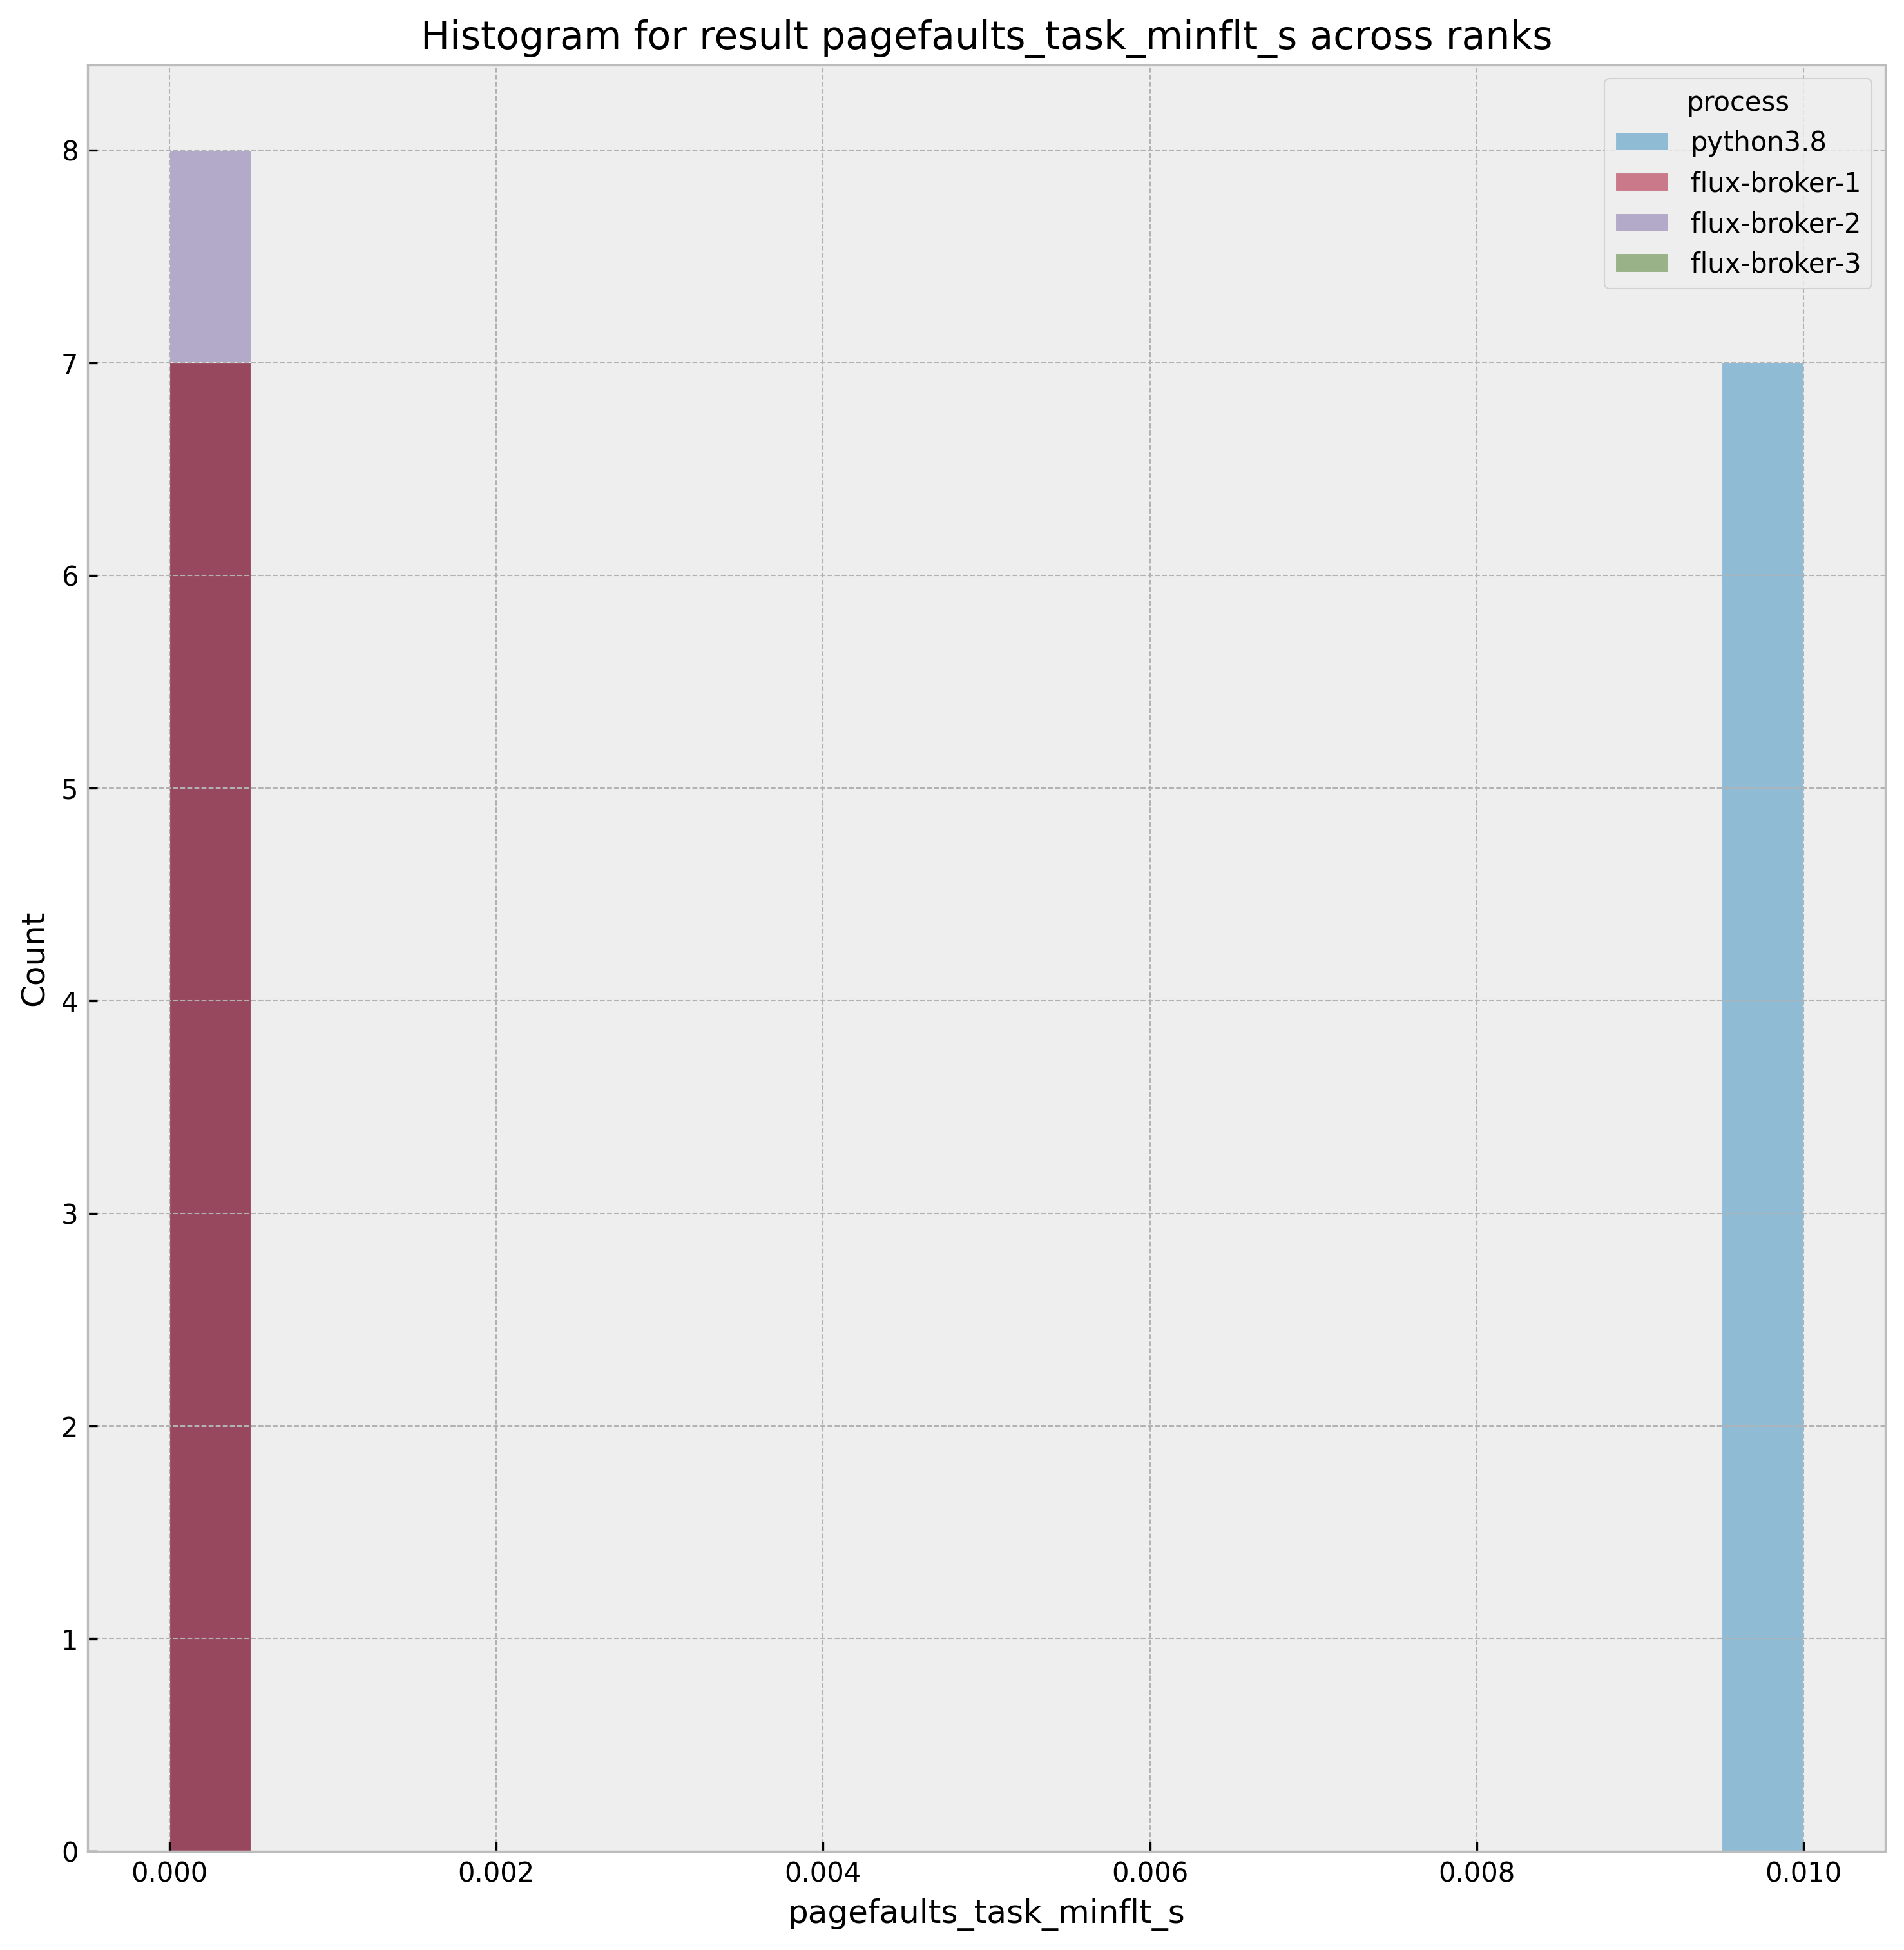 Histogram for result pagefaults_task_minflt_s across ranks
process
python3.8
flux-broker-1
flux-broker-2
flux-broker-3
8
7
6
5
4
3
2
1
0
Count
0.000 0.002 0.004 0.006 0.008 0.010
pagefaults_task_minflt_s